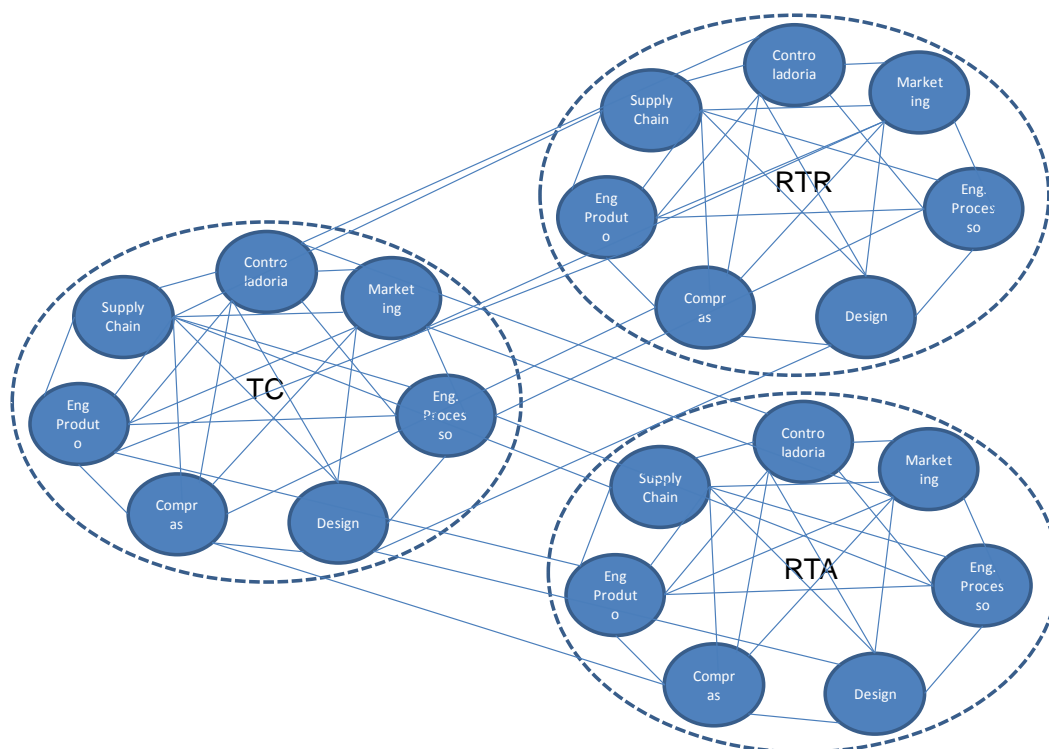 Contro
ladoria
Market
ing
Supply
Chain
RTR
Eng
Produt
o
Eng.
Proces
so
Compr
as
Design
Contro
ladoria
Market
ing
Supply
Chain
TC
Eng
Produt
o
Eng.
Proces
so
Compr
as
Design
Contro
ladoria
Market
ing
Supply
Chain
RTA
Eng
Produt
o
Eng.
Proces
so
Compr
as
Design